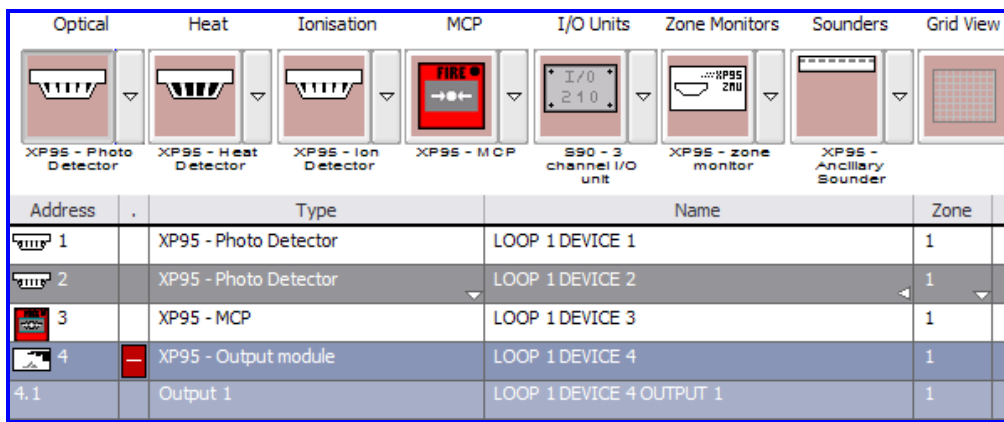 Optical Heat Ionisation MCP I/O Units Zone Monitors Sounders Grid View
FIRE
I/O
240
XP95
ZMU
XP95 - Photo Detector XP95 - Heat Detector XP95 - Ion Detector XP95 - MCP S90 - 3 channel I/O unit XP95 - zone monitor XP95 - Ancillary Sounder
Address . Type Name Zone
1 XP95 - Photo Detector LOOP 1 DEVICE 1 1
2 XP95 - Photo Detector LOOP 1 DEVICE 2 1
3 XP95 - MCP LOOP 1 DEVICE 3 1
4 XP95 - Output module LOOP 1 DEVICE 4 1
4.1 Output 1 LOOP 1 DEVICE 4 OUTPUT 1 1